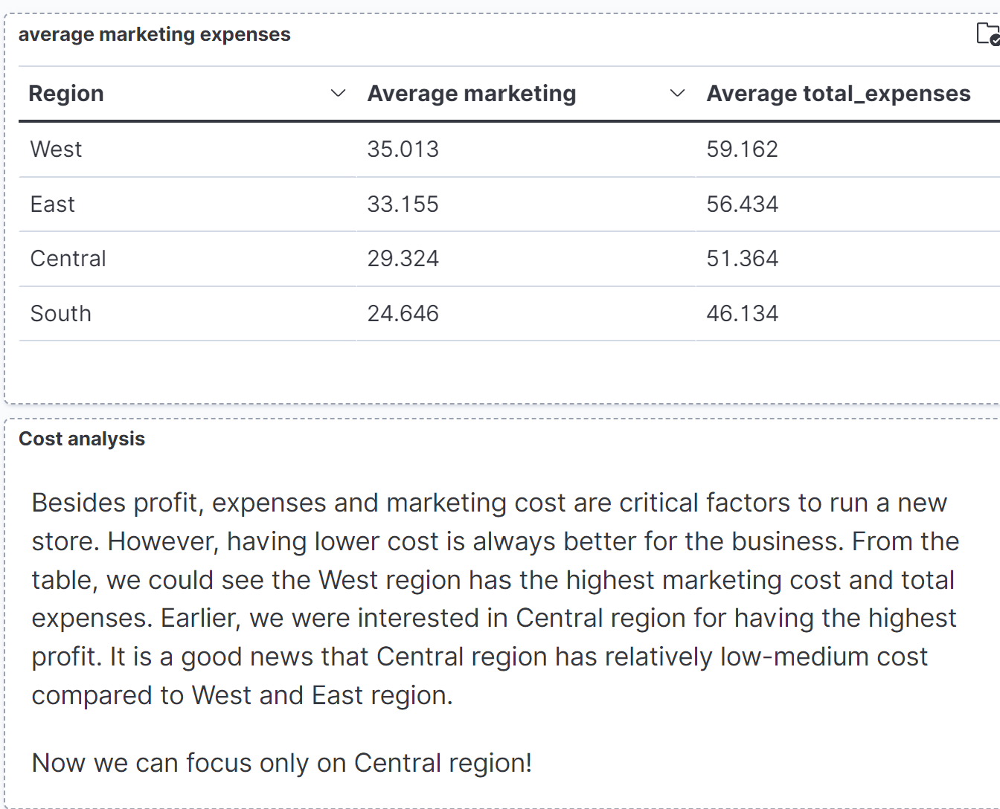 average marketing expenses
Region Average marketing Average total_expenses
West 35.013 59.162
East 33.155 56.434
Central 29.324 51.364
South 24.646 46.134
Cost analysis
Besides profit, expenses and marketing cost are critical factors to run a new
store. However, having lower cost is always better for the business. From the
table, we could see the West region has the highest marketing cost and total
expenses. Earlier, we were interested in Central region for having the highest
profit. It is a good news that Central region has relatively low-medium cost
compared to West and East region.
Now we can focus only on Central region!